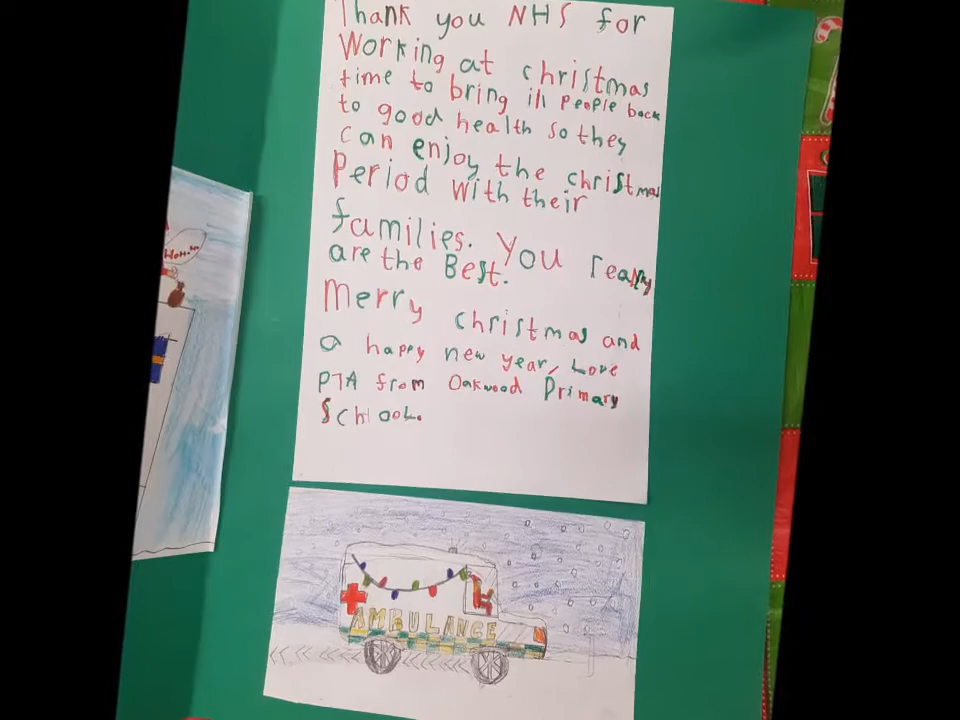 Thank you NHS for
Working at christmas
time to bring ill people back
to good health so they
can enjoy the christmas
Period with their
families. You really
are the Best.
Merry christmas and
a happy new year, Love
PTA from Oakwood Primary
School.
AMBULANCE